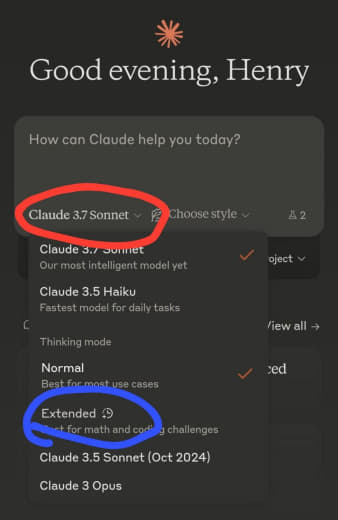 Good evening, Henry
How can Claude help you today?
Claude 3.7 Sonnet
Choose style
2
Claude 3.7 Sonnet
Our most intelligent model yet
oject
Claude 3.5 Haiku
Fastest model for daily tasks
View all →
Thinking mode
Normal
Best for most use cases
ced
Extended
Best for math and coding challenges
Claude 3.5 Sonnet (Oct 2024)
Claude 3 Opus